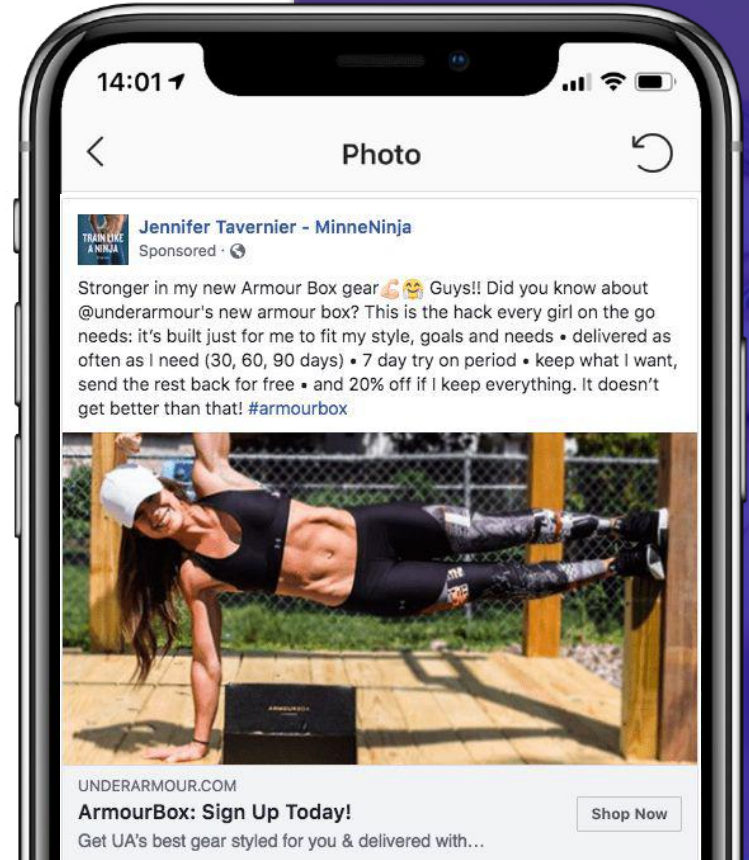 14:01
Photo
TRAIN LIKE
A NINJA
Jennifer Tavernier - MinneNinja
Sponsored ·
Stronger in my new Armour Box gear💪🤗 Guys!! Did you know about
@underarmour's new armour box? This is the hack every girl on the go
needs: it's built just for me to fit my style, goals and needs • delivered as
often as I need (30, 60, 90 days) • 7 day try on period • keep what I want,
send the rest back for free • and 20% off if I keep everything. It doesn't
get better than that! #armourbox
ARMOURBOX
UNDERARMOUR.COM
ArmourBox: Sign Up Today!
Shop Now
Get UA's best gear styled for you & delivered with...